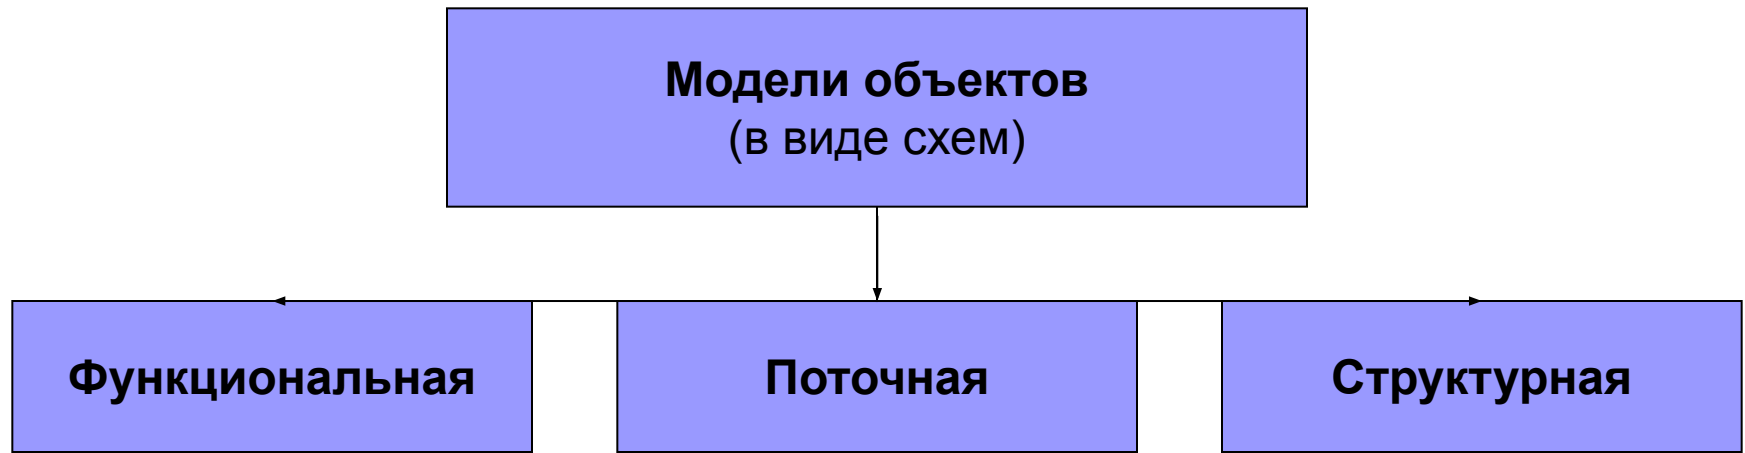 Модели объектов
(в виде схем)
Функциональная
Поточная
Структурная